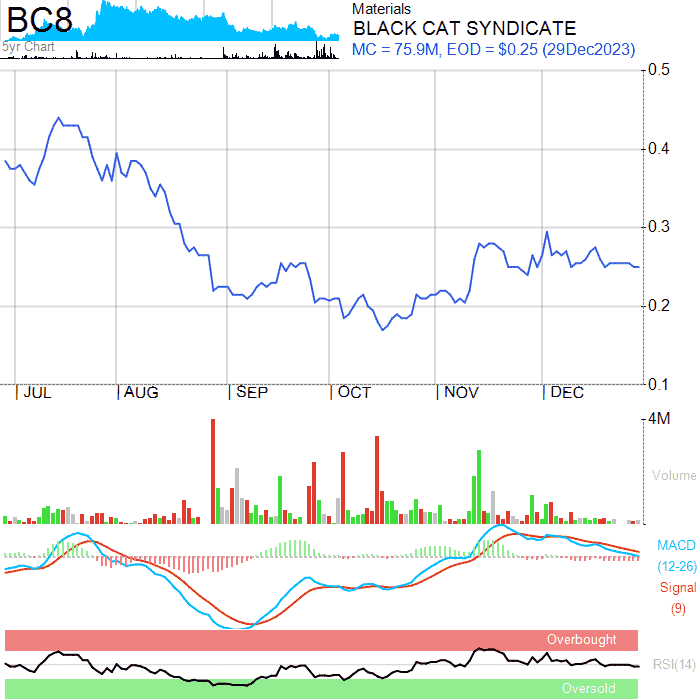 BC8
5yr Chart
Materials
BLACK CAT SYNDICATE
MC = 75.9M, EOD = $0.25 (29Dec2023)
0.5
0.4
0.3
0.2
0.1
JUL AUG SEP OCT NOV DEC
4M
Volume
MACD
(12-26)
Signal
(9)
Overbought
RSI(14)
Oversold